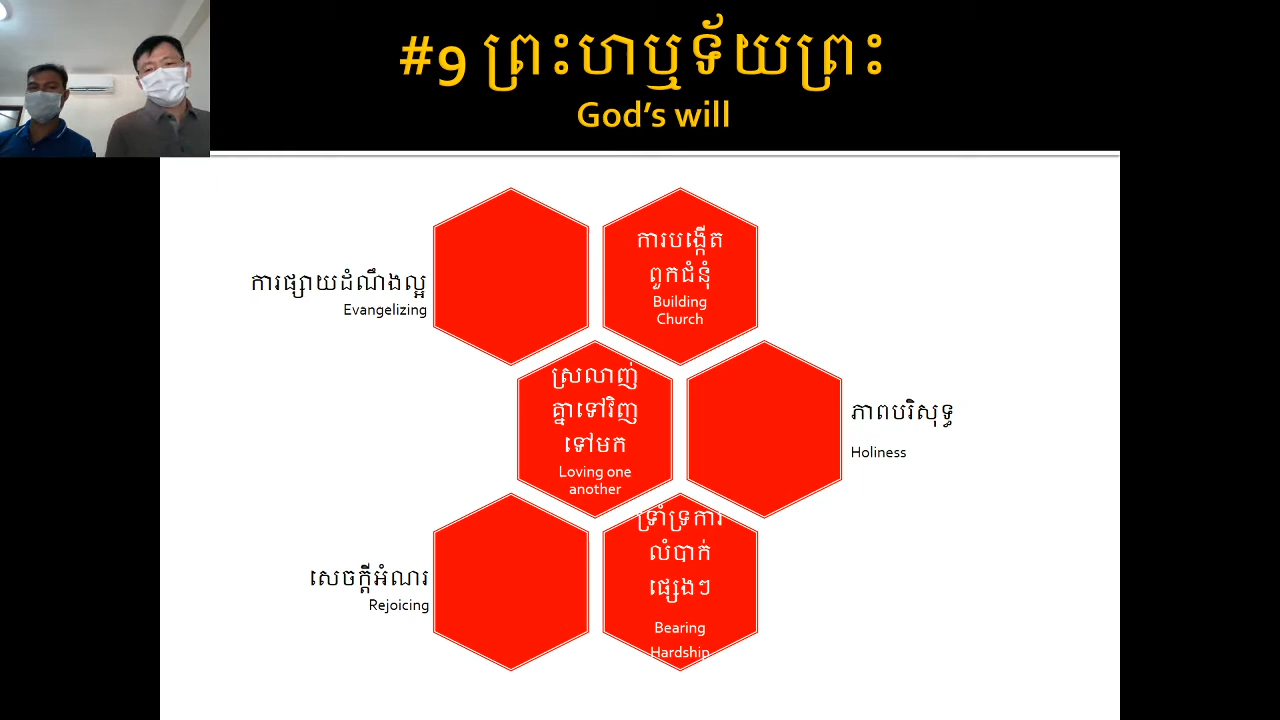 #9 ព្រះហឬទ័យព្រះ
God's will
ការផ្សាយដំណឹងល្អ
Evangelizing
ការបង្កើត
ពួកជំនុំ
Building
Church
ស្រលាញ់
គ្នាទៅវិញ
ទៅមក
Loving one
another
ភាពបរិសុទ្ធ
Holiness
សេចក្តីអំណរ
Rejoicing
ទ្រាំទ្រការ
លំបាក់
ផ្សេងៗ
Bearing
Hardship